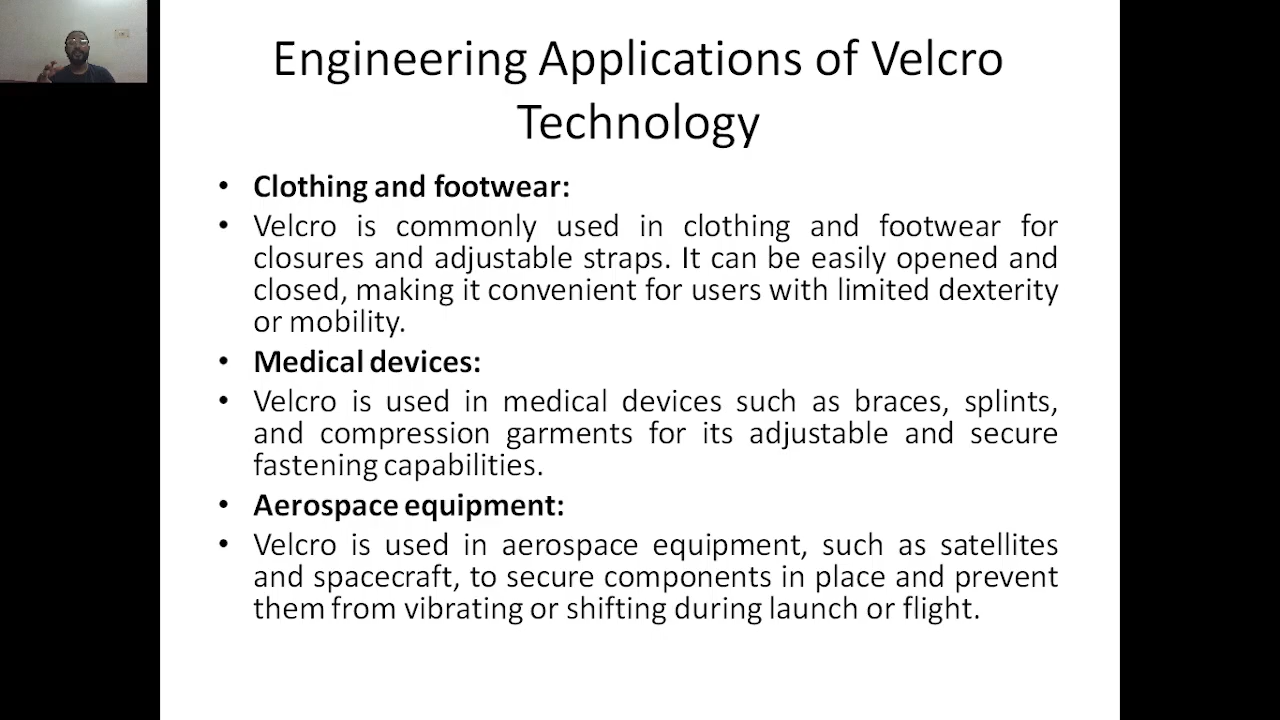 Engineering Applications of Velcro
Technology
• Clothing and footwear:
• Velcro is commonly used in clothing and footwear for
closures and adjustable straps. It can be easily opened and
closed, making it convenient for users with limited dexterity
or mobility.
• Medical devices:
• Velcro is used in medical devices such as braces, splints,
and compression garments for its adjustable and secure
fastening capabilities.
• Aerospace equipment:
• Velcro is used in aerospace equipment, such as satellites
and spacecraft, to secure components in place and prevent
them from vibrating or shifting during launch or flight.